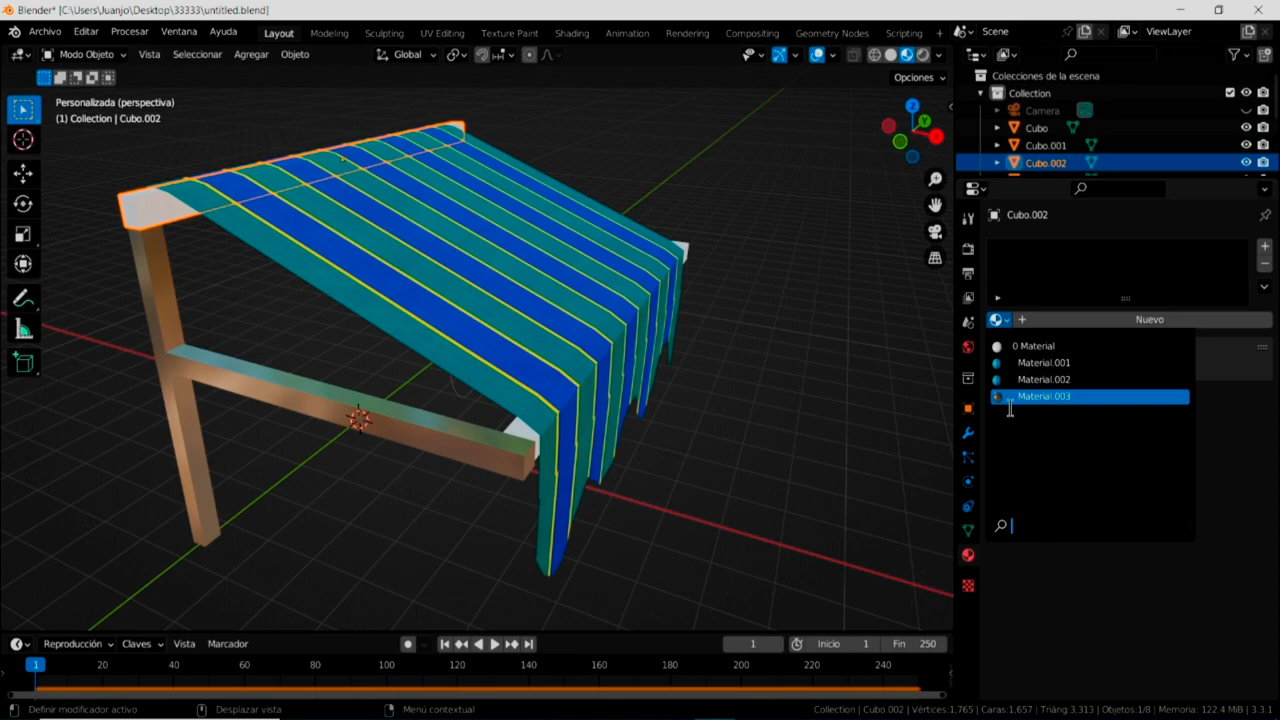 Blender* [C:\Users\Juanjo\Desktop\33333\untitled.blend]
Archivo Editar Procesar Ventana Ayuda Layout Modeling Sculpting UV Editing Texture Paint Shading Animation Rendering Compositing Geometry Nodes Scripting + Scene ViewLayer
Modo Objeto Vista Seleccionar Agregar Objeto Global
Opciones
Colecciones de la escena
Collection
Camera
Cubo
Cubo.001
Cubo.002
Personalizada (perspectiva)
(1) Collection | Cubo.002
Z
Y
X
Cubo.002
Nuevo
0 Material
Material.001
Material.002
Material.003
Reproducción Claves Vista Marcador 1 Inicio 1 Fin 250
1 20 40 60 80 100 120 140 160 180 200 220 240
Definir modificador activo Desplazar vista Menú contextual Collection | Cubo.002 | Vértices:1,765 | Caras:1,657 | Triáng:3,313 | Objetos:1/8 | Memoria: 122.4 MiB | 3.3.1